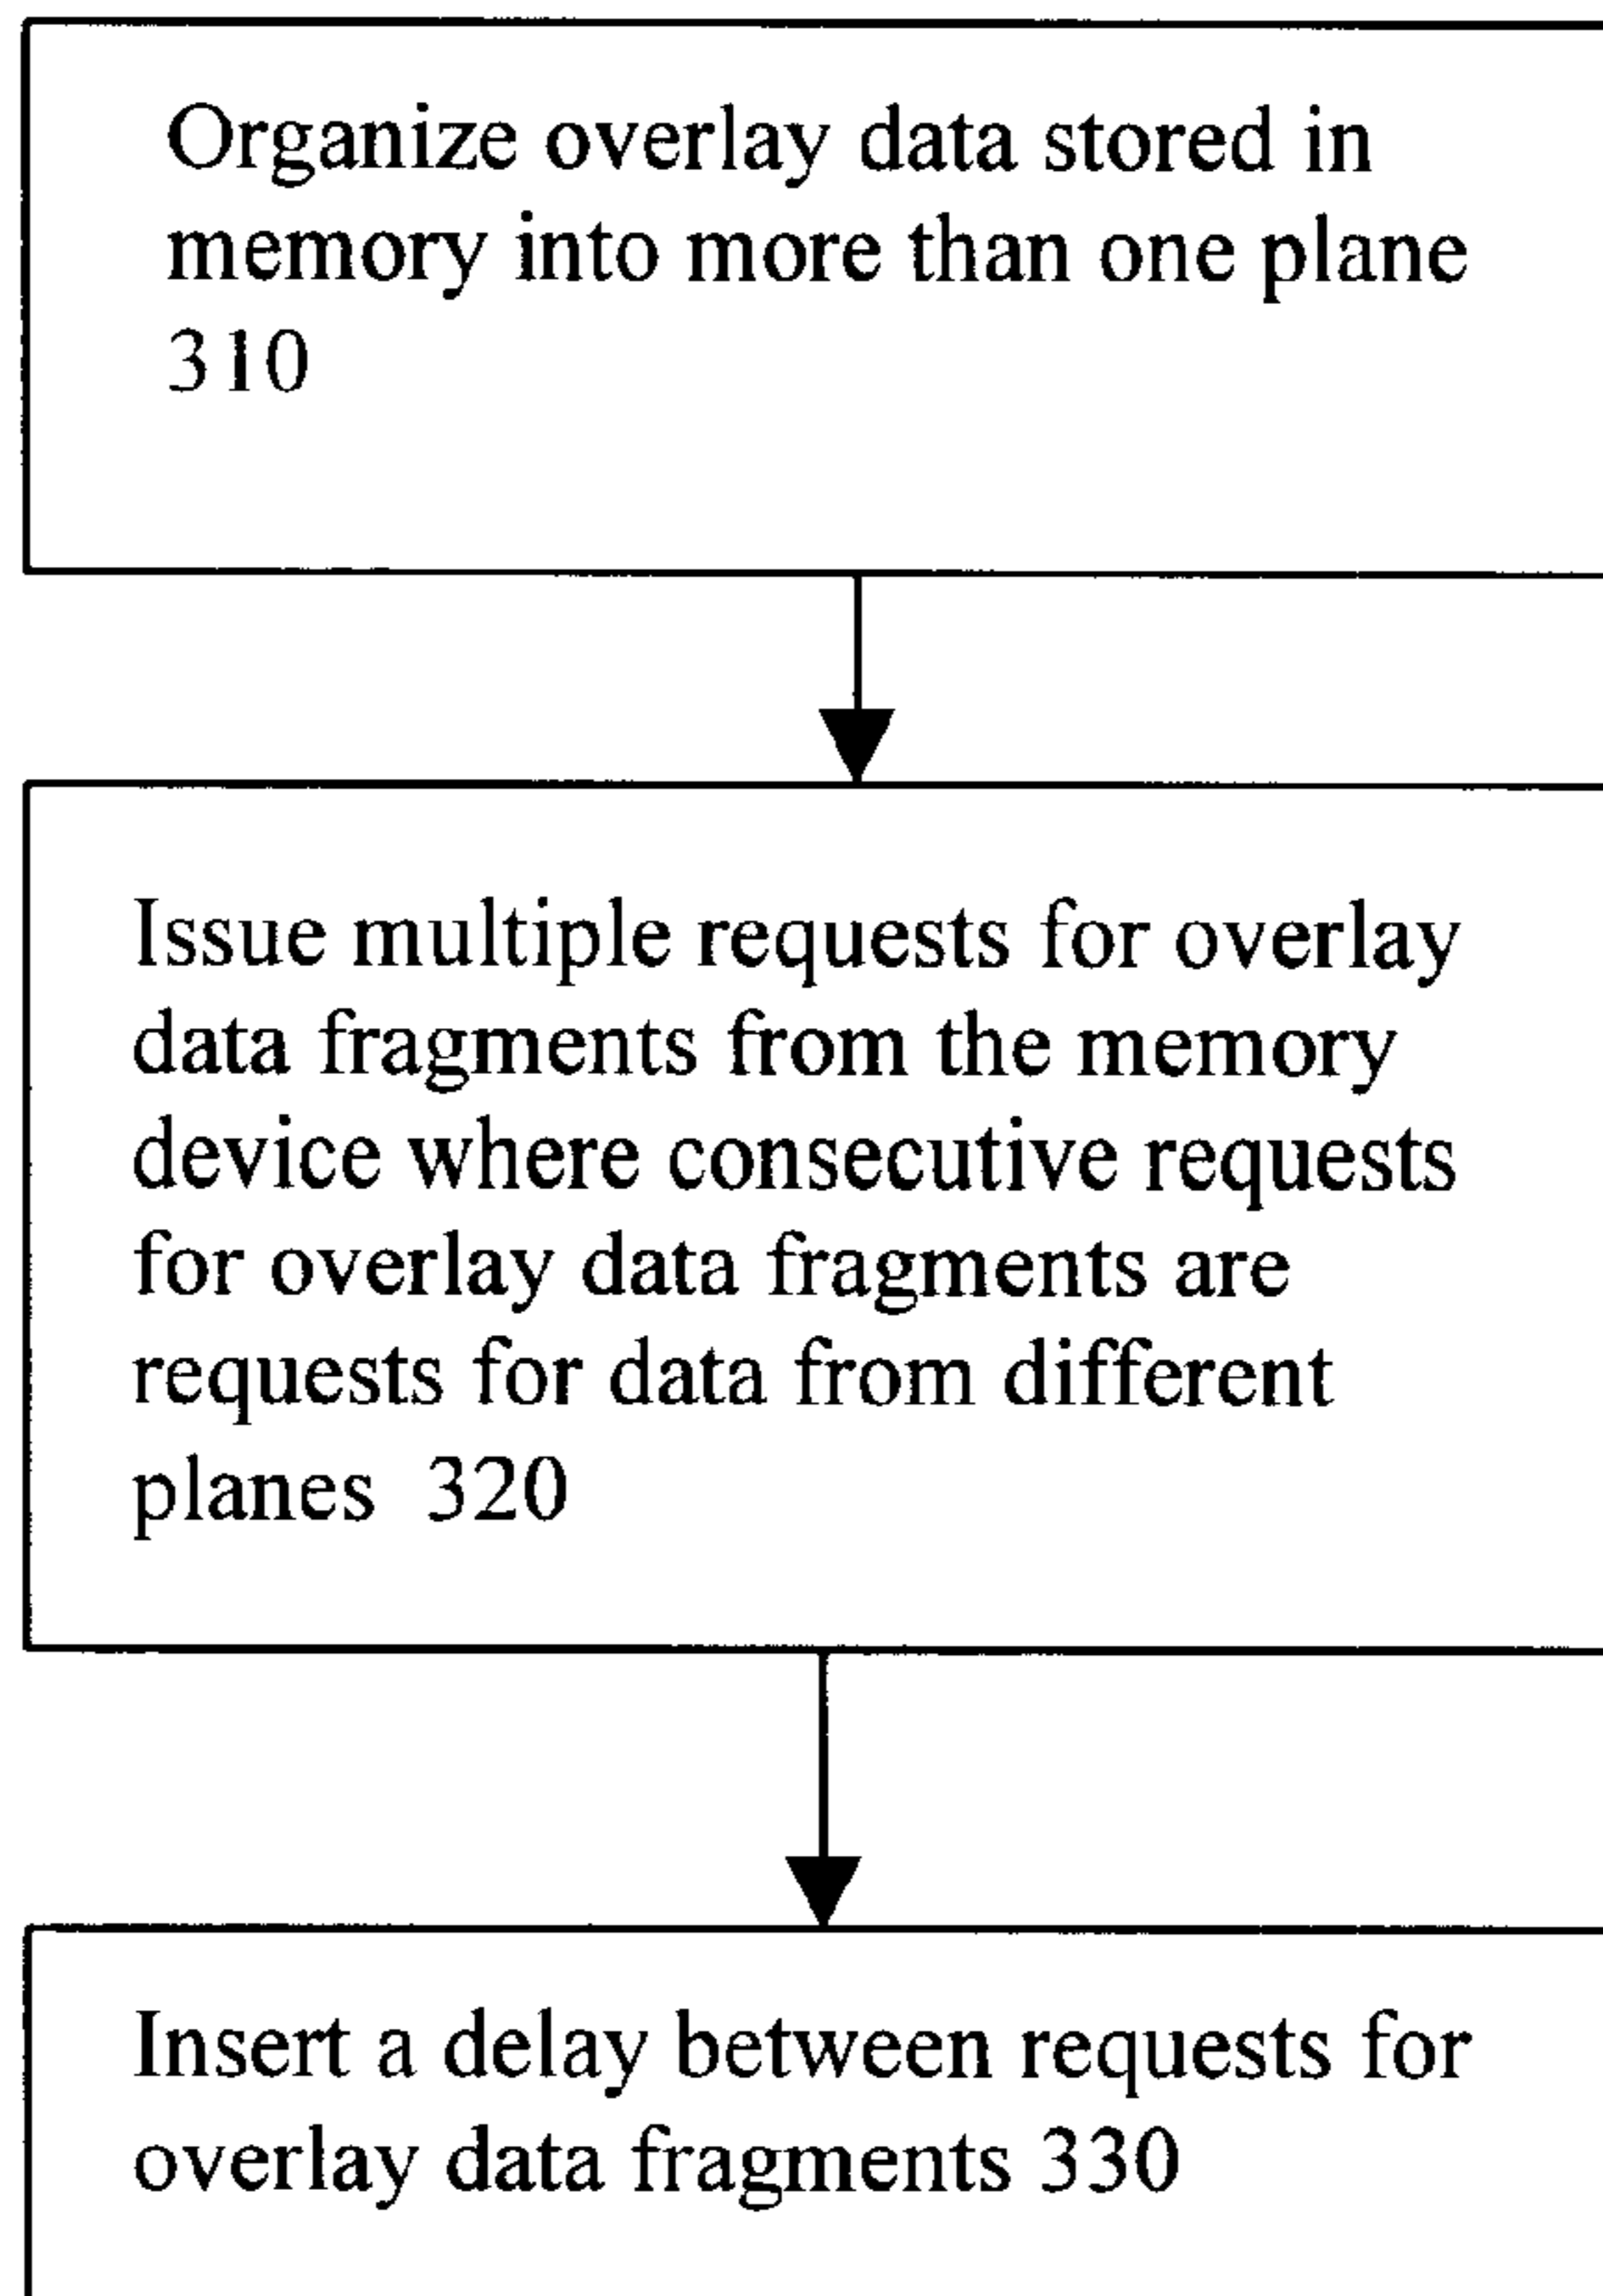 Organize overlay data stored in
memory into more than one plane
310
Issue multiple requests for overlay
data fragments from the memory
device where consecutive requests
for overlay data fragments are
requests for data from different
planes 320
Insert a delay between requests for
overlay data fragments 330